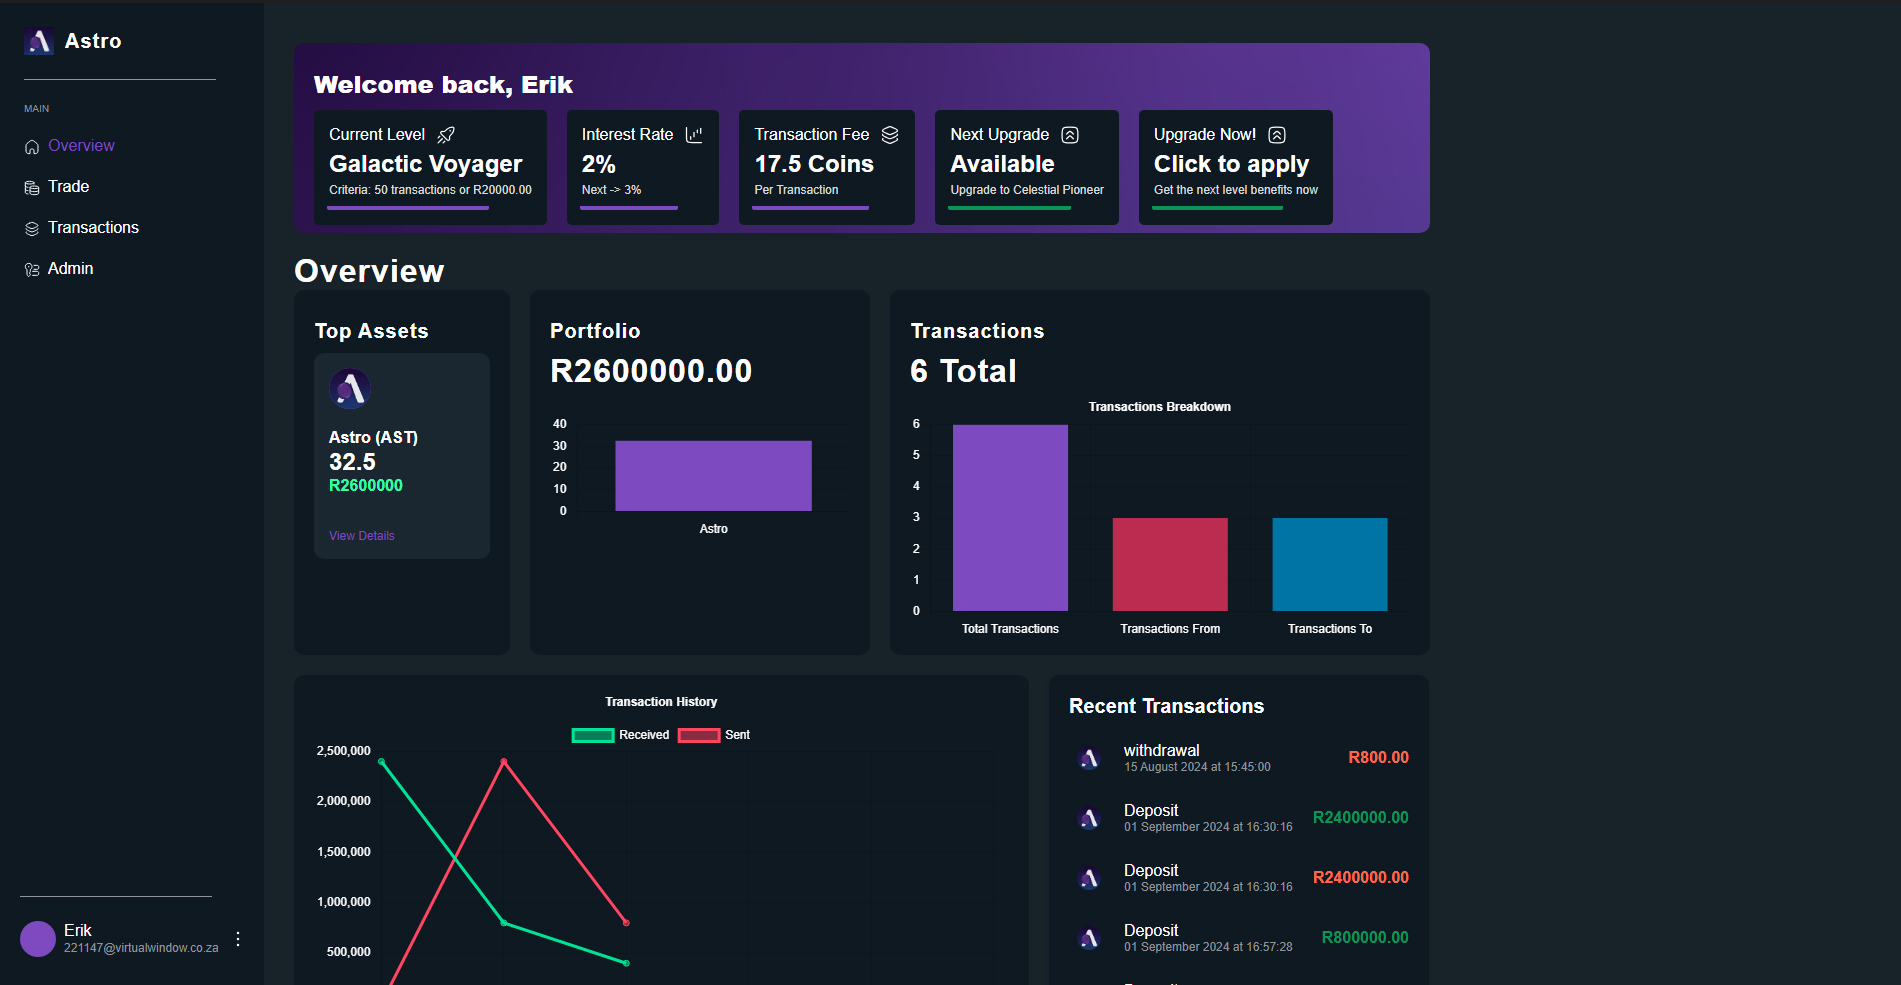 Astro
MAIN
Overview
Trade
Transactions
Admin
Erik
221147@virtualwindow.co.za
Welcome back, Erik
Current Level
Galactic Voyager
Criteria: 50 transactions or R20000.00
Interest Rate
2%
Next -> 3%
Transaction Fee
17.5 Coins
Per Transaction
Next Upgrade
Available
Upgrade to Celestial Pioneer
Upgrade Now!
Click to apply
Get the next level benefits now
Overview
Top Assets
Astro (AST)
32.5
R2600000
View Details
Portfolio
R2600000.00
40
30
20
10
0
Astro
Transactions
6 Total
Transactions Breakdown
6
5
4
3
2
1
0
Total Transactions
Transactions From
Transactions To
Transaction History
Received
Sent
2,500,000
2,000,000
1,500,000
1,000,000
500,000
Recent Transactions
withdrawal
R800.00
15 August 2024 at 15:45:00
Deposit
R2400000.00
01 September 2024 at 16:30:16
Deposit
R2400000.00
01 September 2024 at 16:30:16
Deposit
R800000.00
01 September 2024 at 16:57:28